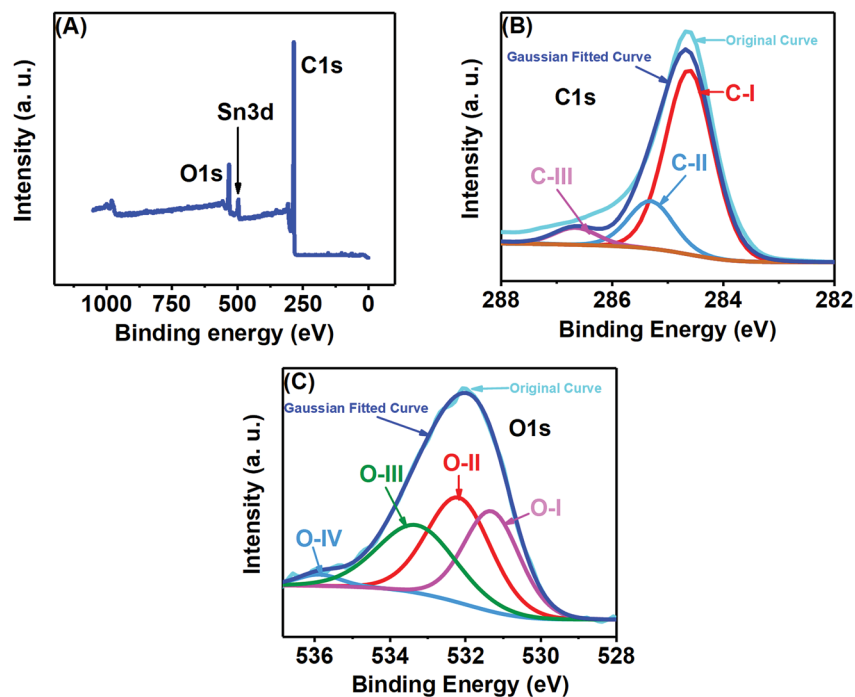 (A)
C1s
Sn3d
O1s
Intensity (a. u.)
1000 750 500 250 0
Binding energy (eV)
(B)
Original Curve
Gaussian Fitted Curve
C1s
C-I
C-II
C-III
Intensity (a. u.)
288 286 284 282
Binding Energy (eV)
(C)
Original Curve
Gaussian Fitted Curve
O1s
O-II
O-III
O-I
O-IV
Intensity (a. u.)
536 534 532 530 528
Binding Energy (eV)